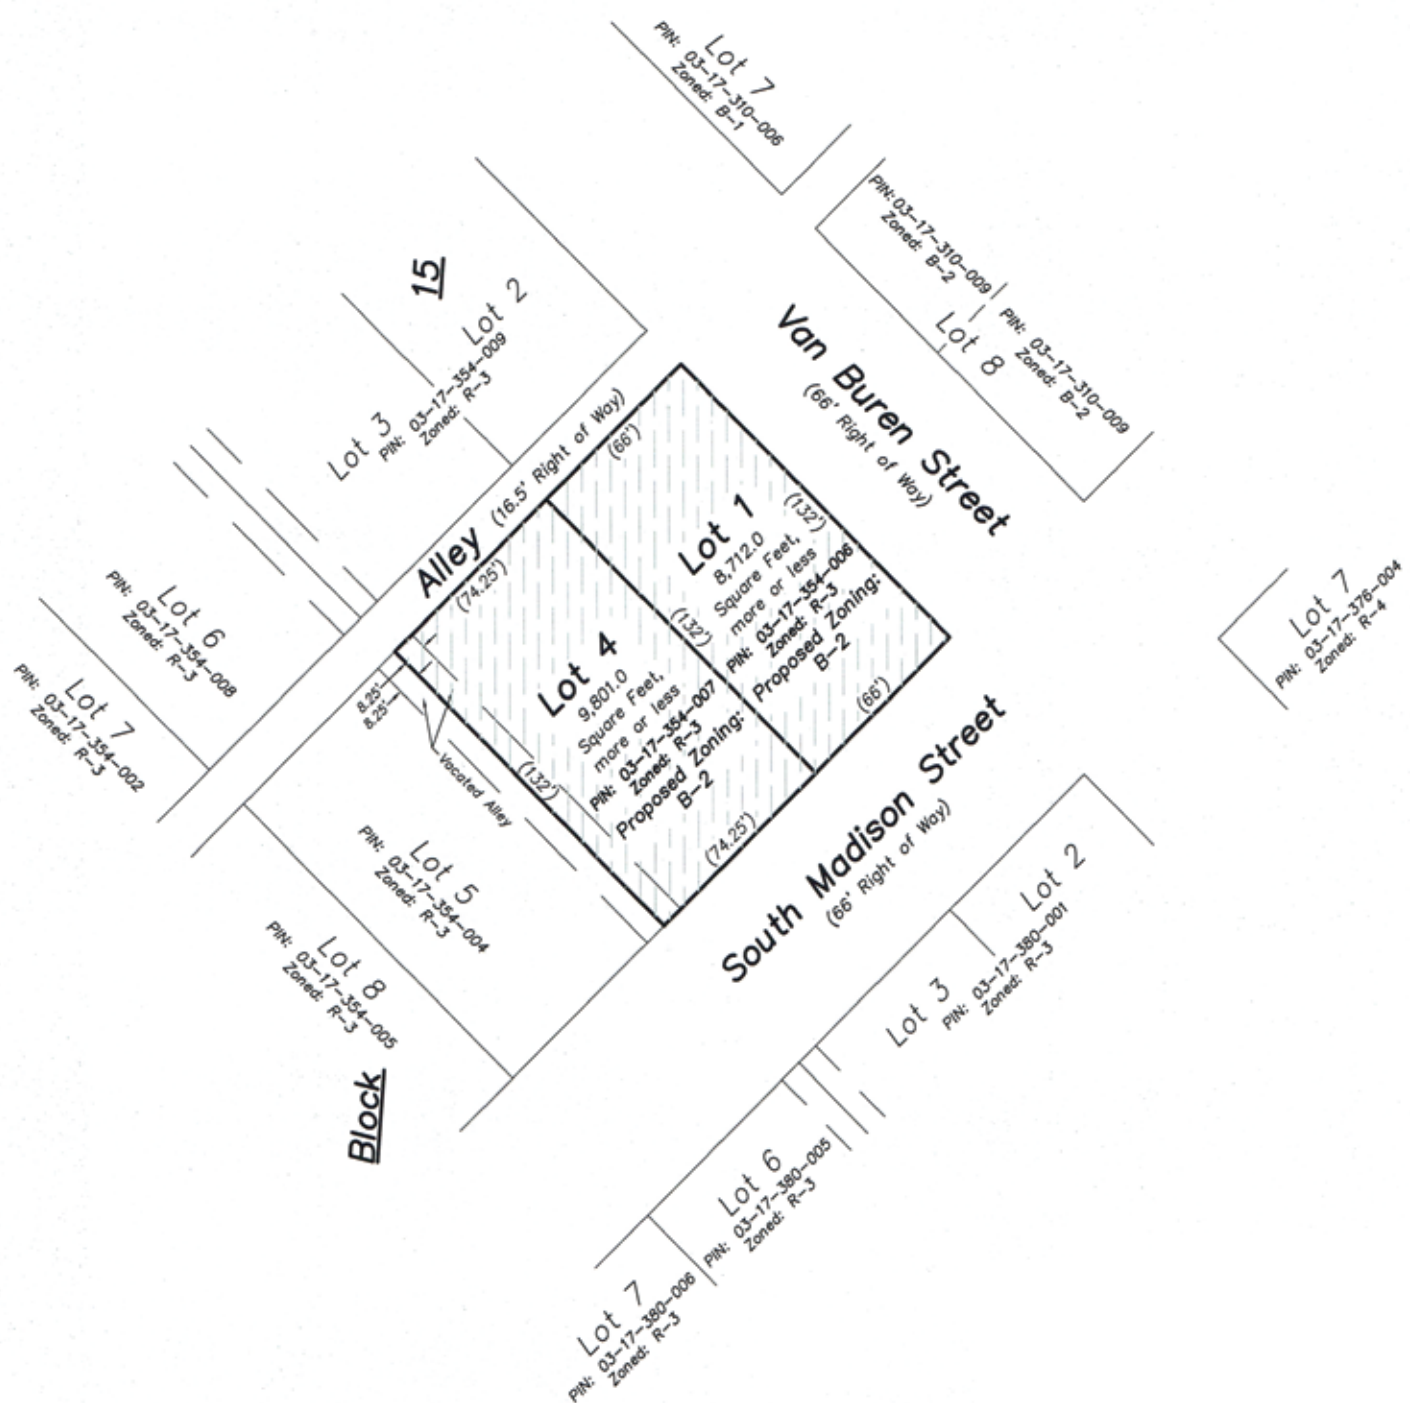 Lot 7
PIN: 03-17-310-006
Zoned: B-1
PIN: 03-17-310-009
Zoned: B-2
Lot 8
PIN: 03-17-310-009
Zoned: B-2
Van Buren Street
(66' Right of Way)
15
Lot 2
Lot 3
PIN: 03-17-354-009
Zoned: R-3
Alley
(16.5' Right of Way)
(66')
(132')
Lot 1
8,712.0
Square Feet,
more or less
PIN: 03-17-354-006
Zoned: R-3
Proposed Zoning:
B-2
(66')
(132')
(74.25')
Lot 4
9,801.0
Square Feet,
more or less
PIN: 03-17-354-007
Zoned: R-3
Proposed Zoning:
B-2
(74.25')
(132')
8.25'
8.25'
Vacated Alley
Lot 6
PIN: 03-17-354-008
Zoned: R-3
Lot 7
PIN: 03-17-354-002
Zoned: R-3
Lot 5
PIN: 03-17-354-004
Zoned: R-3
Lot 8
PIN: 03-17-354-005
Zoned: R-3
Block
South Madison Street
(66' Right of Way)
Lot 7
PIN: 03-17-376-004
Zoned: R-4
Lot 2
Lot 3
PIN: 03-17-380-001
Zoned: R-3
Lot 6
PIN: 03-17-380-005
Zoned: R-3
Lot 7
PIN: 03-17-380-006
Zoned: R-3